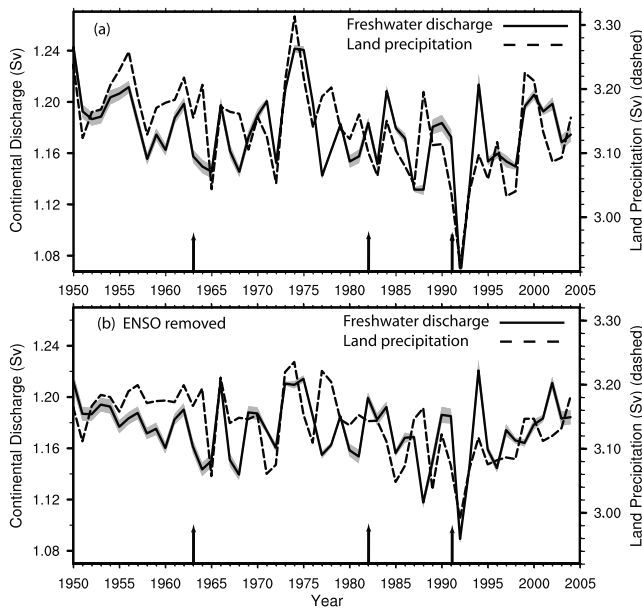 (a)
Freshwater discharge
Land precipitation
Continental Discharge (Sv)
1.24
1.20
1.16
1.12
1.08
3.30
3.20
3.10
3.00
Land Precipitation (Sv) (dashed)
1950 1955 1960 1965 1970 1975 1980 1985 1990 1995 2000 2005
(b) ENSO removed
Freshwater discharge
Land precipitation
Continental Discharge (Sv)
1.24
1.20
1.16
1.12
1.08
3.30
3.20
3.10
3.00
Land Precipitation (Sv) (dashed)
1950 1955 1960 1965 1970 1975 1980 1985 1990 1995 2000 2005
Year